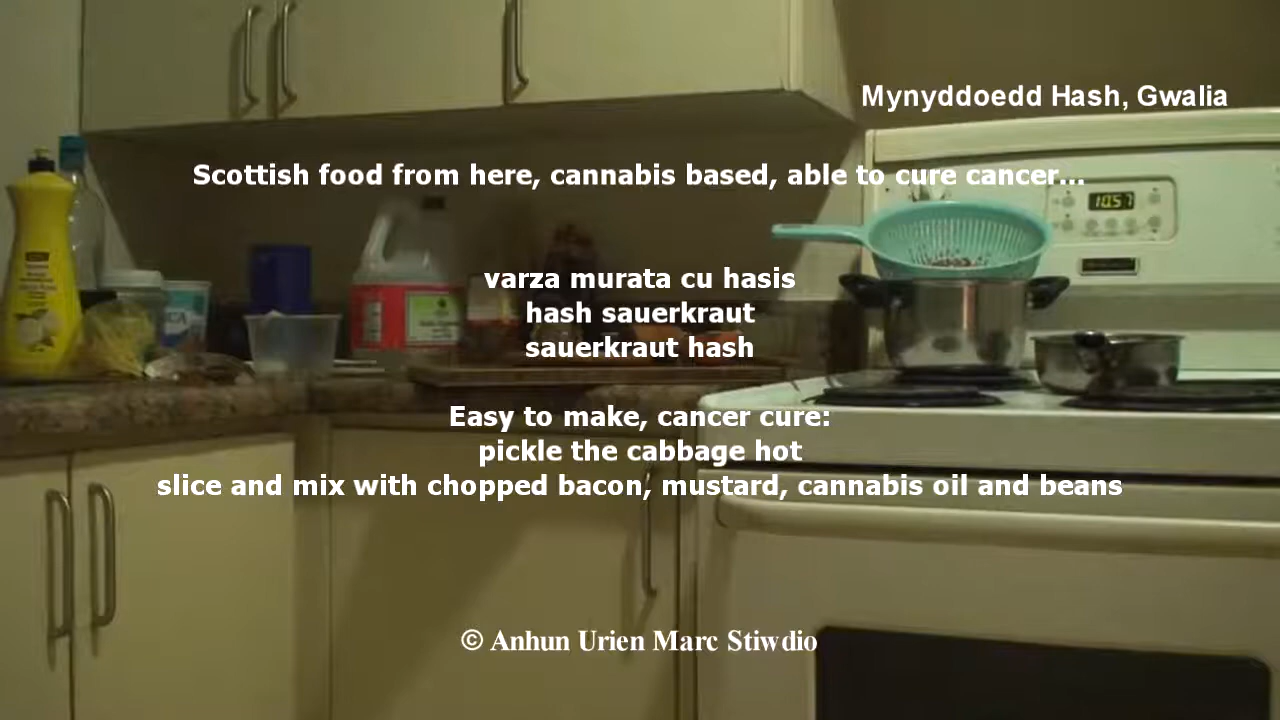 Mynyddoedd Hash, Gwalia
Scottish food from here, cannabis based, able to cure cancer...
varza murata cu hasis
hash sauerkraut
sauerkraut hash
Easy to make, cancer cure:
pickle the cabbage hot
slice and mix with chopped bacon, mustard, cannabis oil and beans
© Anhun Urien Marc Stiwdio
10:57